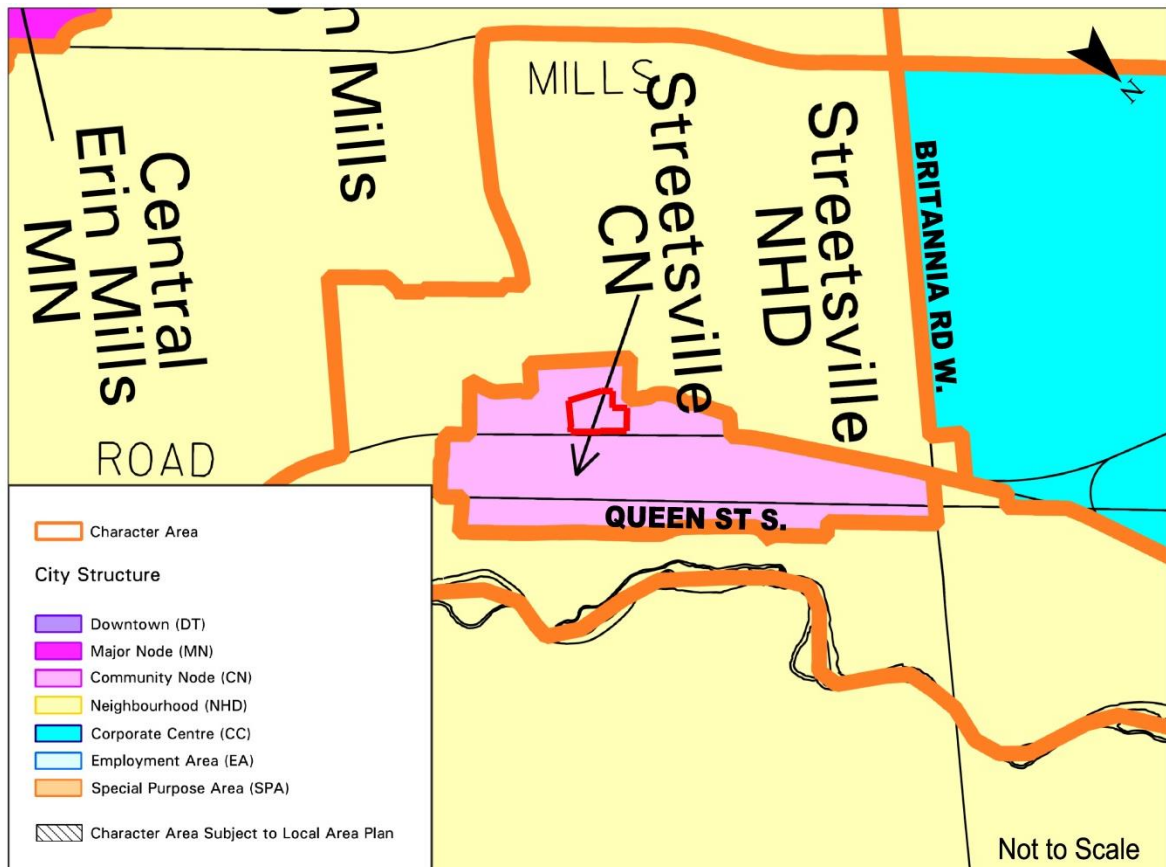 n Mills
MILLS
Central
Erin Mills
MN
Streetsville
CN
Streetsville
NHD
BRITANNIA RD W.
N
ROAD
QUEEN ST S.
Character Area
City Structure
Downtown (DT)
Major Node (MN)
Community Node (CN)
Neighbourhood (NHD)
Corporate Centre (CC)
Employment Area (EA)
Special Purpose Area (SPA)
Character Area Subject to Local Area Plan
Not to Scale